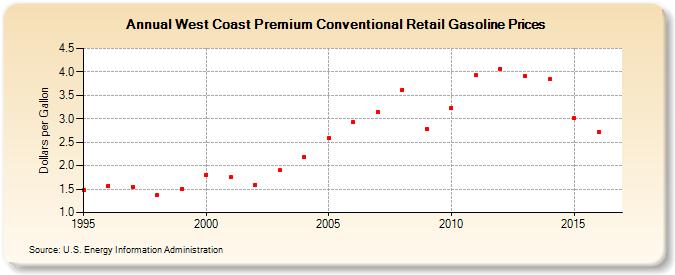 Annual West Coast Premium Conventional Retail Gasoline Prices
Dollars per Gallon
4.5
4.0
3.5
3.0
2.5
2.0
1.5
1.0
1995 2000 2005 2010 2015
Source: U.S. Energy Information Administration